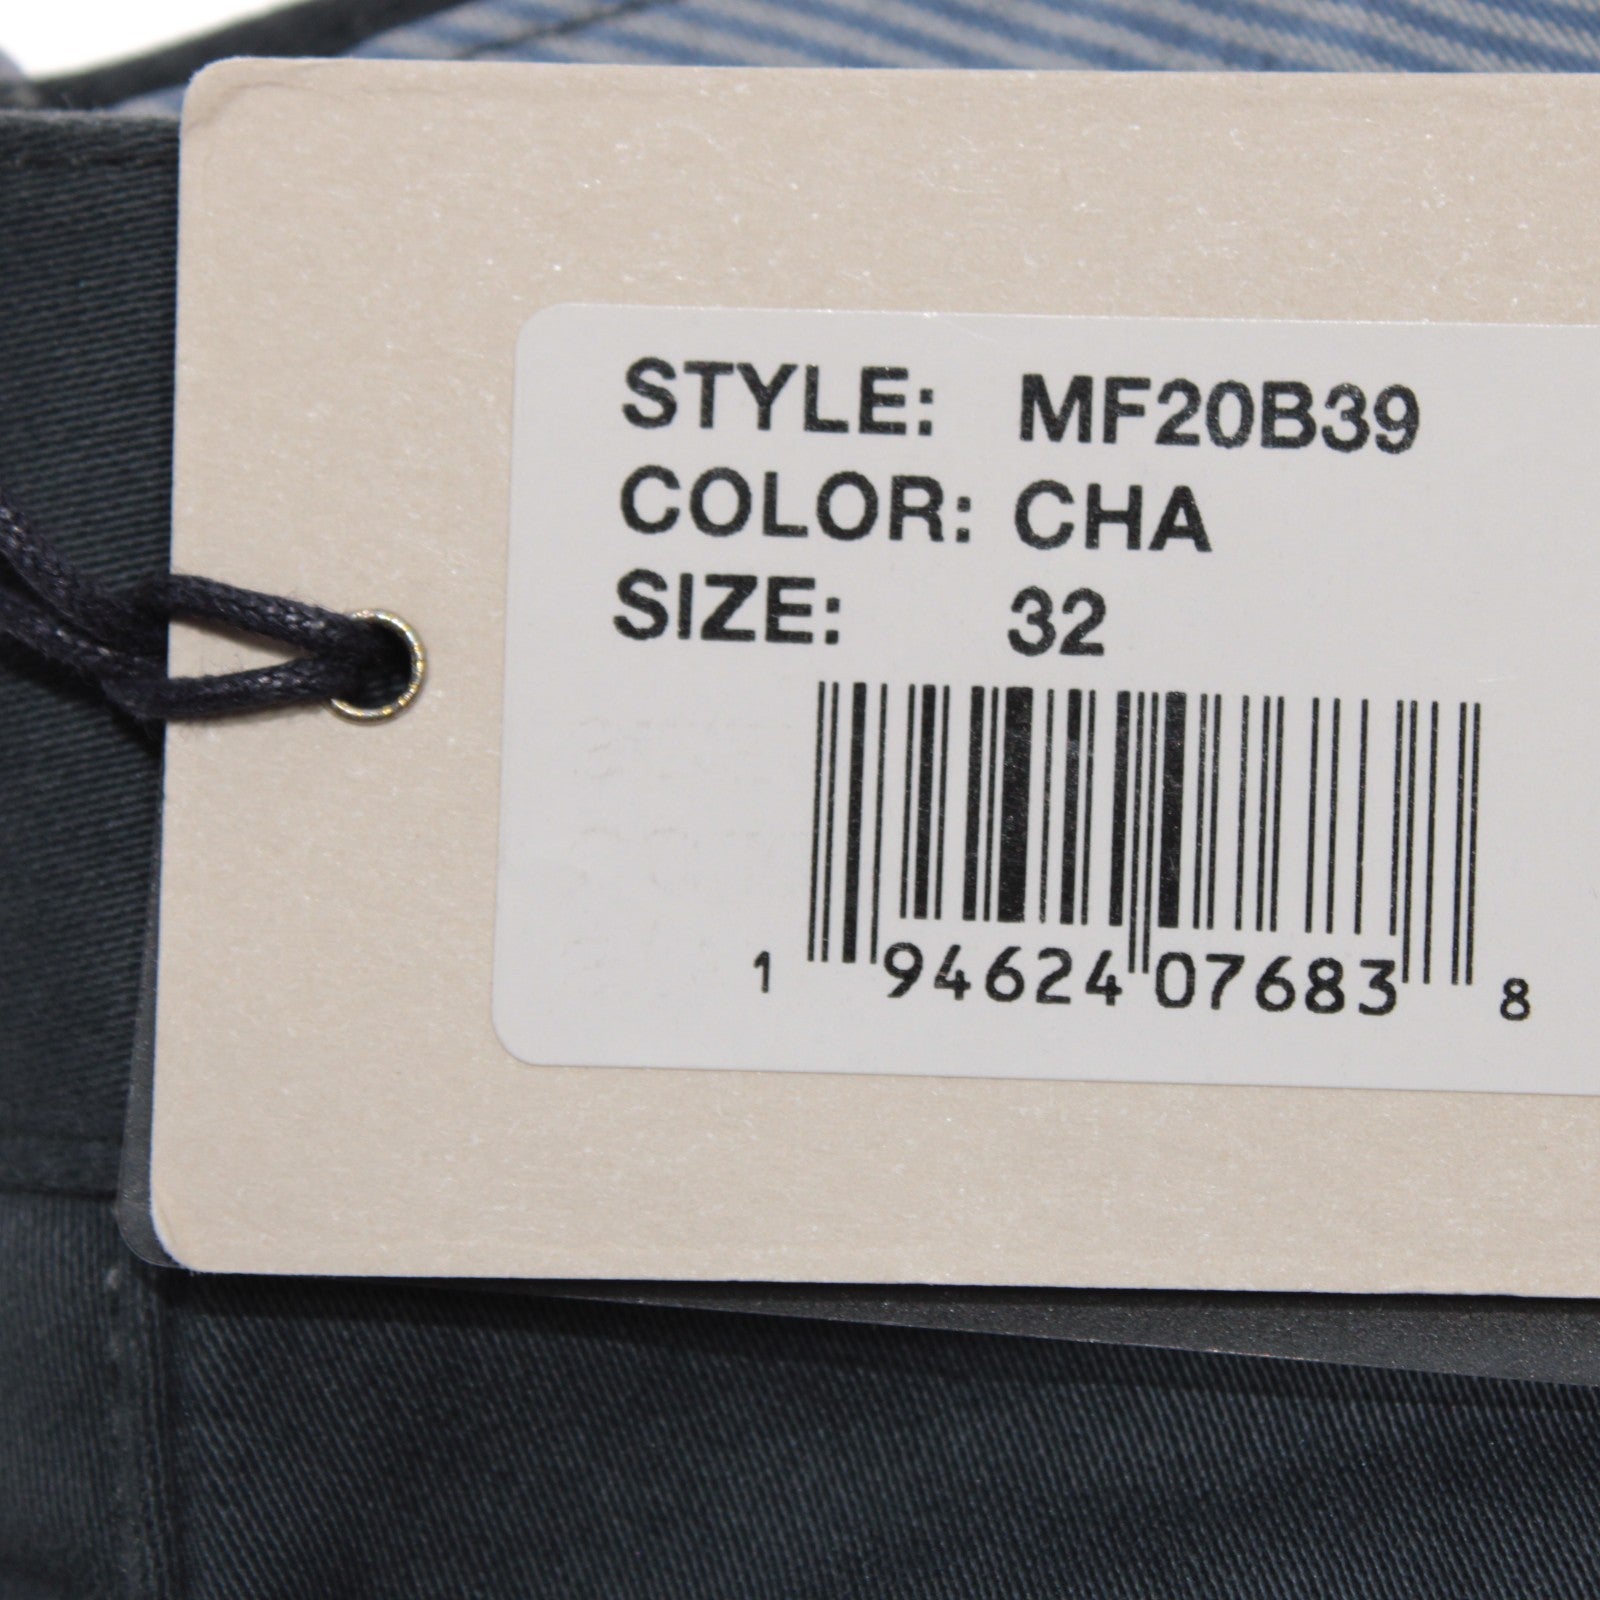 STYLE: MF20B39
COLOR: CHA
SIZE: 32
1 94624 07683 8